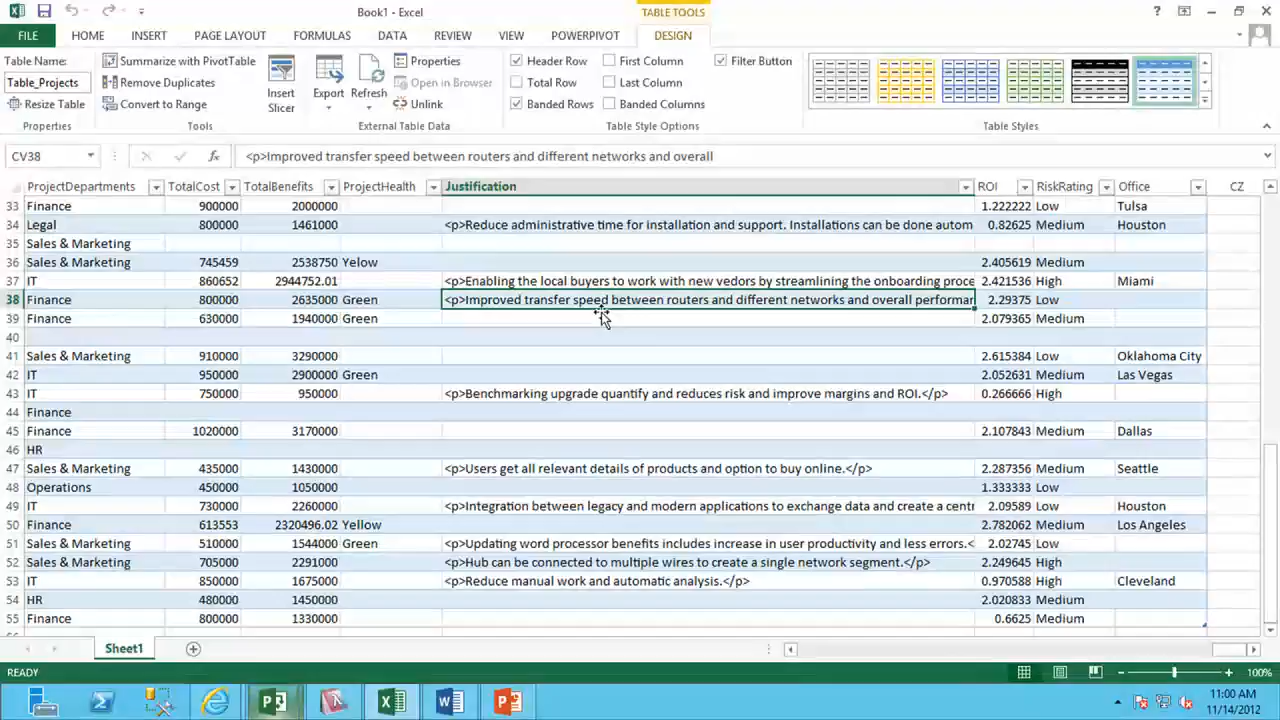 Book1 - Excel
TABLE TOOLS
FILE HOME INSERT PAGE LAYOUT FORMULAS DATA REVIEW VIEW POWERPIVOT DESIGN
Table Name: Summarize with PivotTable Properties Header Row First Column Filter Button
Table_Projects Remove Duplicates Insert Slicer Export Refresh Open in Browser Total Row Last Column
Resize Table Convert to Range Unlink Banded Rows Banded Columns
Properties Tools External Table Data Table Style Options Table Styles
CV38 fx <p>Improved transfer speed between routers and different networks and overall
ProjectDepartments TotalCost TotalBenefits ProjectHealth Justification ROI RiskRating Office CZ
33 Finance 900000 2000000 1.222222 Low Tulsa
34 Legal 800000 1461000 <p>Reduce administrative time for installation and support. Installations can be done autom 0.82625 Medium Houston
35 Sales & Marketing
36 Sales & Marketing 745459 2538750 Yelow 2.405619 Medium
37 IT 860652 2944752.01 <p>Enabling the local buyers to work with new vedors by streamlining the onboarding proce 2.421536 High Miami
38 Finance 800000 2635000 Green <p>Improved transfer speed between routers and different networks and overall performar 2.29375 Low
39 Finance 630000 1940000 Green 2.079365 Medium
40
41 Sales & Marketing 910000 3290000 2.615384 Low Oklahoma City
42 IT 950000 2900000 Green 2.052631 Medium Las Vegas
43 IT 750000 950000 <p>Benchmarking upgrade quantify and reduces risk and improve margins and ROI.</p> 0.266666 High
44 Finance
45 Finance 1020000 3170000 2.107843 Medium Dallas
46 HR
47 Sales & Marketing 435000 1430000 <p>Users get all relevant details of products and option to buy online.</p> 2.287356 Medium Seattle
48 Operations 450000 1050000 1.333333 Low
49 IT 730000 2260000 <p>Integration between legacy and modern applications to exchange data and create a centr 2.09589 Low Houston
50 Finance 613553 2320496.02 Yellow 2.782062 Medium Los Angeles
51 Sales & Marketing 510000 1544000 Green <p>Updating word processor benefits includes increase in user productivity and less errors.< 2.02745 Low
52 Sales & Marketing 705000 2291000 <p>Hub can be connected to multiple wires to create a single network segment.</p> 2.249645 High
53 IT 850000 1675000 <p>Reduce manual work and automatic analysis.</p> 0.970588 High Cleveland
54 HR 480000 1450000 2.020833 Medium
55 Finance 800000 1330000 0.6625 Medium
Sheet1
READY 100%
11:00 AM
11/14/2012